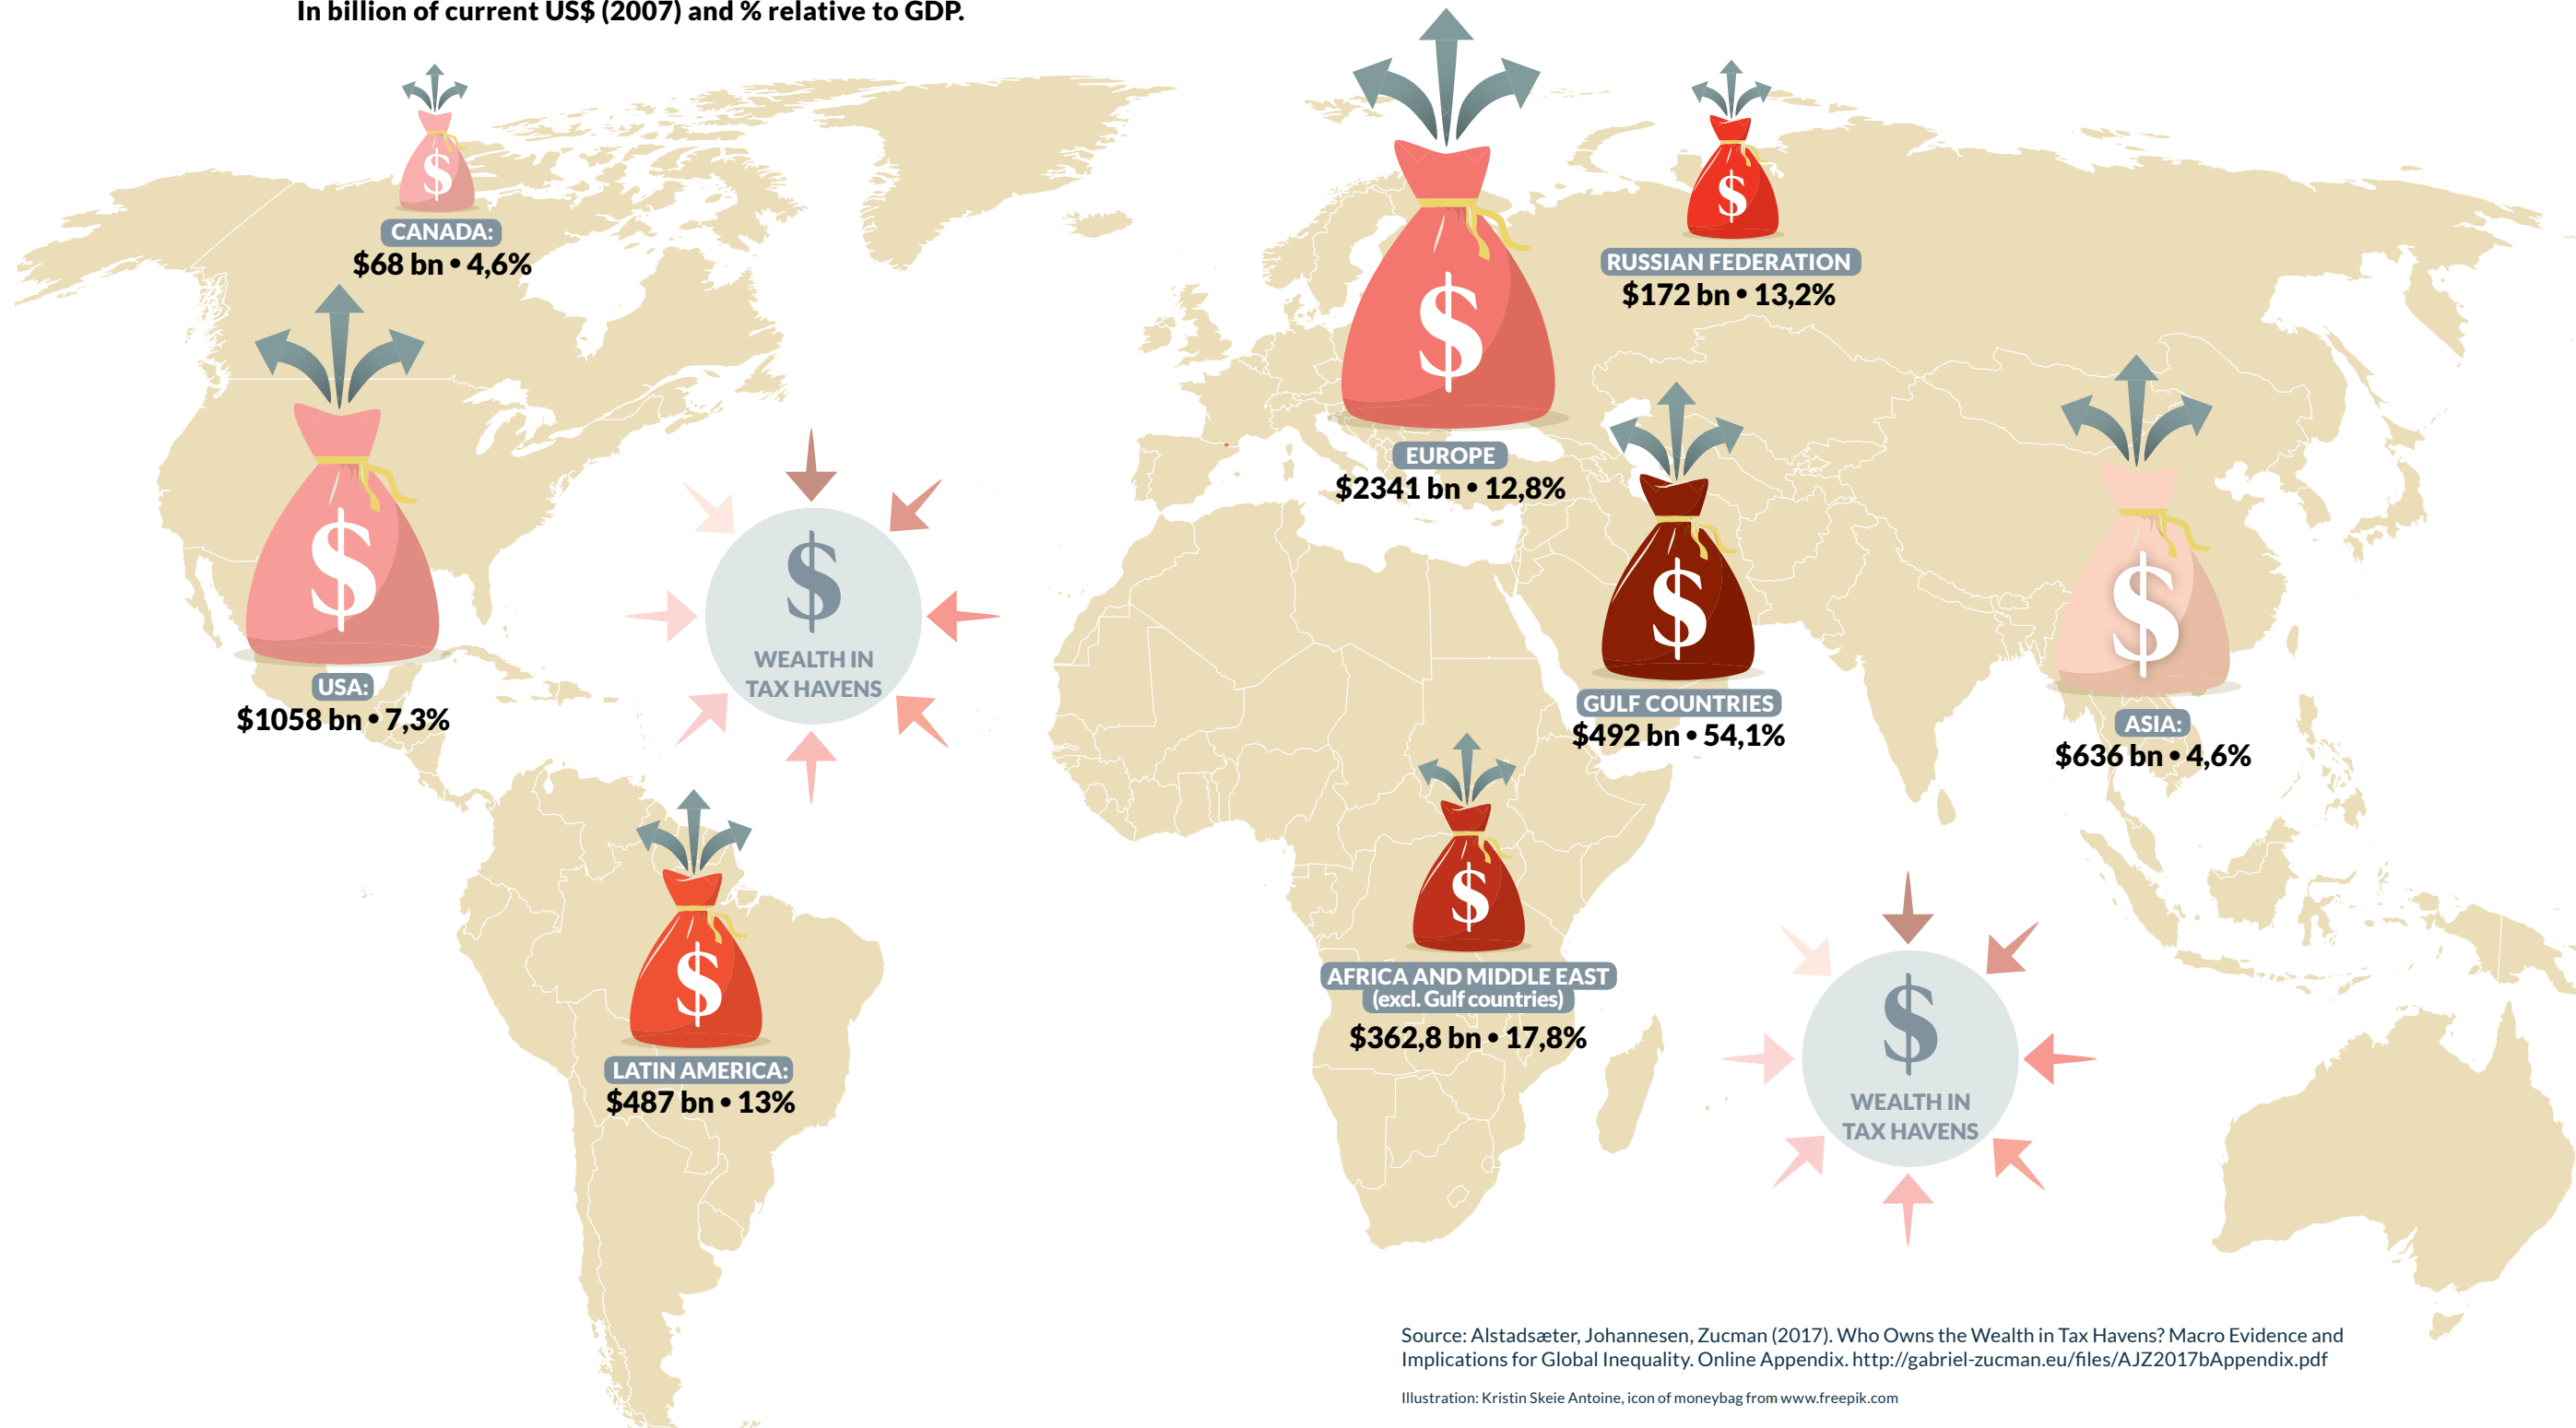 In billion of current US$ (2007) and % relative to GDP.
CANADA:
$68 bn • 4,6%
RUSSIAN FEDERATION
$172 bn • 13,2%
EUROPE
$2341 bn • 12,8%
USA:
$1058 bn • 7,3%
$
WEALTH IN
TAX HAVENS
GULF COUNTRIES
$492 bn • 54,1%
ASIA:
$636 bn • 4,6%
LATIN AMERICA:
$487 bn • 13%
AFRICA AND MIDDLE EAST
(excl. Gulf countries)
$362,8 bn • 17,8%
$
WEALTH IN
TAX HAVENS
$
$
$
$
$
$
$
$
Source: Alstadsæter, Johannesen, Zucman (2017). Who Owns the Wealth in Tax Havens? Macro Evidence and
Implications for Global Inequality. Online Appendix. http://gabriel-zucman.eu/files/AJZ2017bAppendix.pdf
Illustration: Kristin Skeie Antoine, icon of moneybag from www.freepik.com